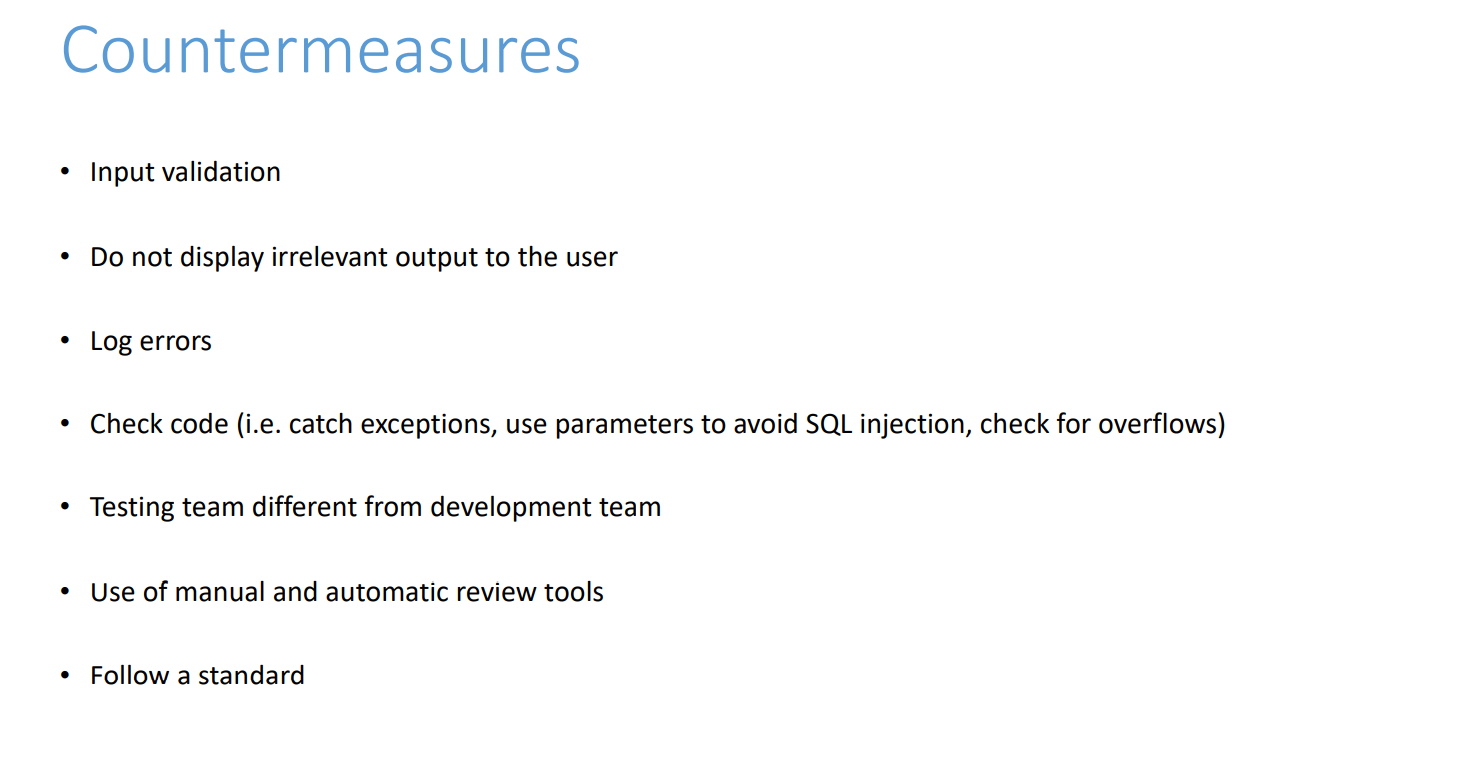 Countermeasures
• Input validation
• Do not display irrelevant output to the user
• Log errors
• Check code (i.e. catch exceptions, use parameters to avoid SQL injection, check for overflows)
• Testing team different from development team
• Use of manual and automatic review tools
• Follow a standard